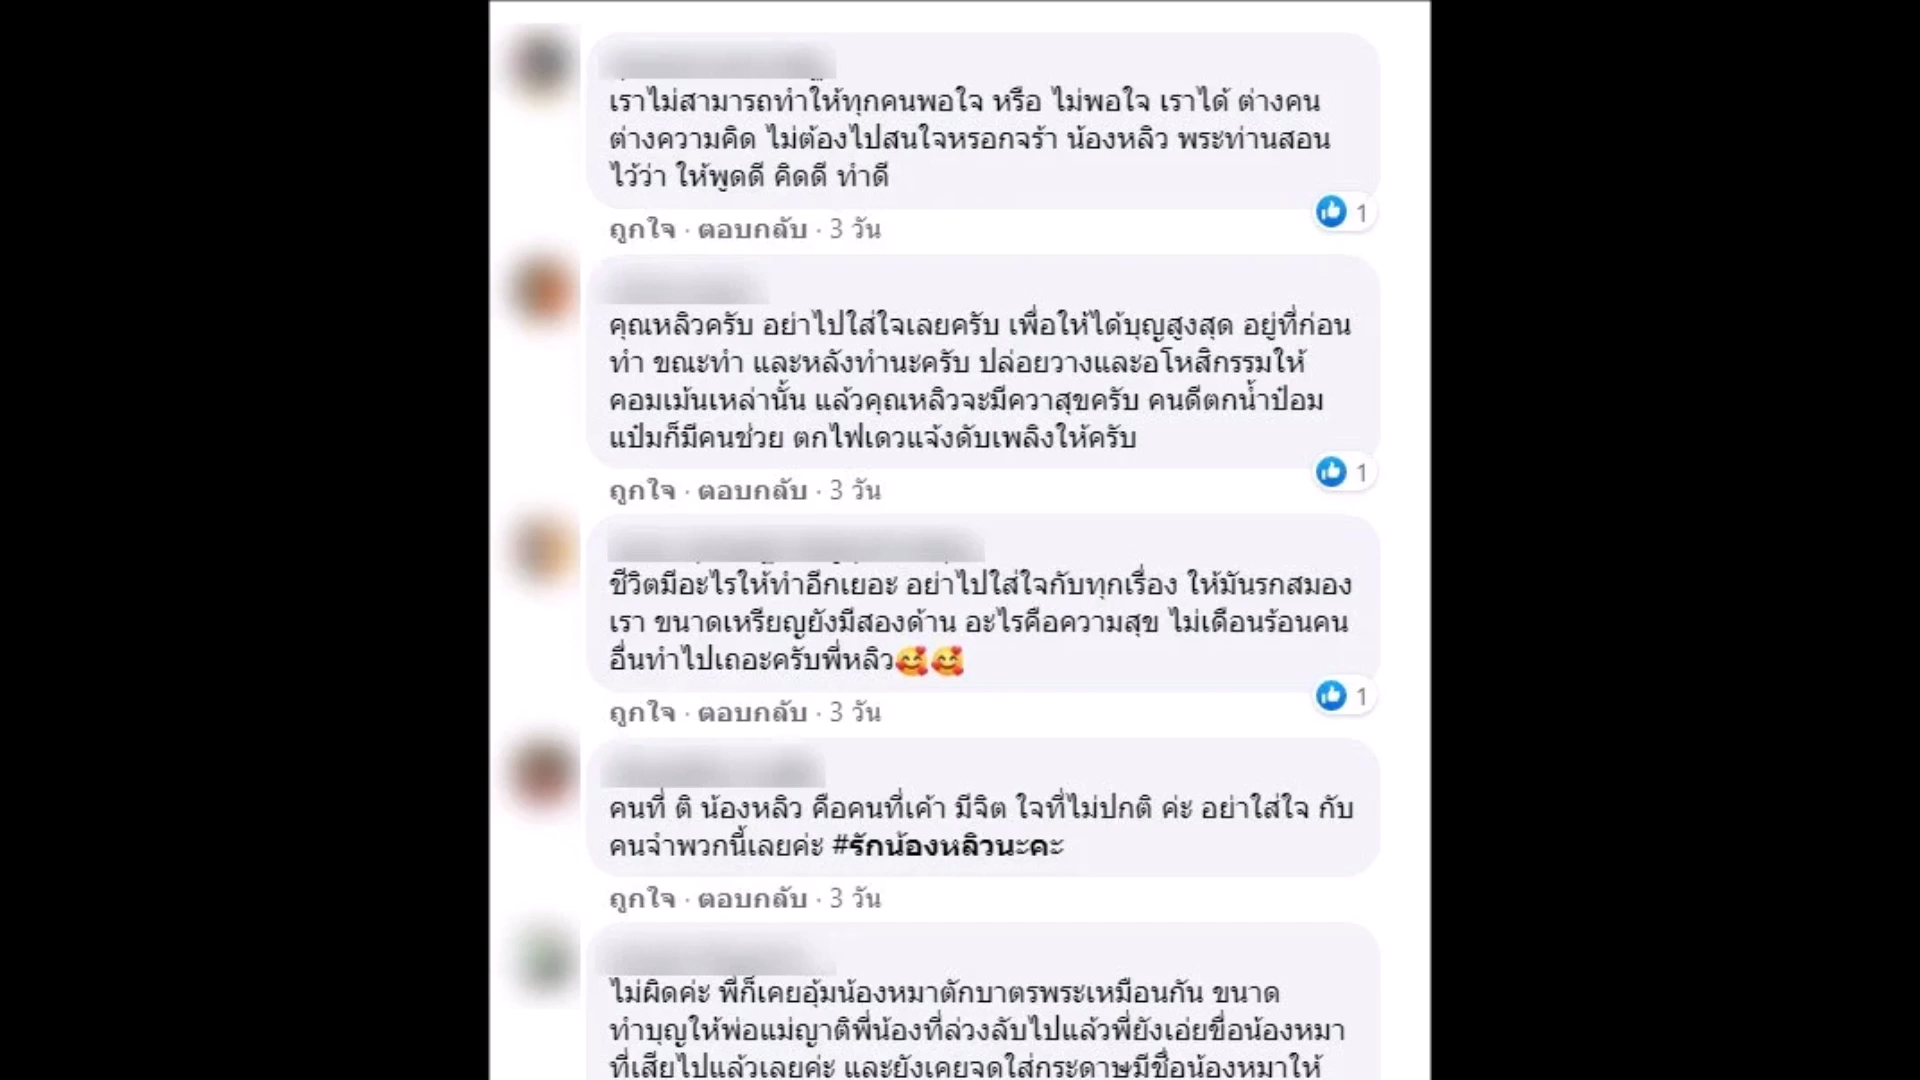 เราไม่สามารถทำให้ทุกคนพอใจ หรือ ไม่พอใจ เราได้ ต่างคน
ต่างความคิด ไม่ต้องไปสนใจหรอกจร้า น้องหลิว พระท่านสอน
ไว้ว่า ให้พูดดี คิดดี ทำดี
1
ถูกใจ · ตอบกลับ · 3 วัน
คุณหลิวครับ อย่าไปใส่ใจเลยครับ เพื่อให้ได้บุญสูงสุด อยู่ที่ก่อน
ทำ ขณะทำ และหลังทำนะครับ ปล่อยวางและอโหสิกรรมให้
คอมเม้นเหล่านั้น แล้วคุณหลิวจะมีควาสุขครับ คนดีตกน้ำป๋อม
แป๋มก็มีคนช่วย ตกไฟเดวแจ้งดับเพลิงให้ครับ
1
ถูกใจ · ตอบกลับ · 3 วัน
ชีวิตมีอะไรให้ทำอีกเยอะ อย่าไปใส่ใจกับทุกเรื่อง ให้มันรกสมอง
เรา ขนาดเหรียญยังมีสองด้าน อะไรคือความสุข ไม่เดือนร้อนคน
อื่นทำไปเถอะครับพี่หลิว🥰🥰
1
ถูกใจ · ตอบกลับ · 3 วัน
คนที่ ติ น้องหลิว คือคนที่เค้า มีจิต ใจที่ไม่ปกติ ค่ะ อย่าใส่ใจ กับ
คนจำพวกนี้เลยค่ะ #รักน้องหลิวนะคะ
ถูกใจ · ตอบกลับ · 3 วัน
ไม่ผิดค่ะ พี่ก็เคยอุ้มน้องหมาตักบาตรพระเหมือนกัน ขนาด
ทำบุญให้พ่อแม่ญาติพี่น้องที่ล่วงลับไปแล้วพี่ยังเอ่ยชื่อน้องหมา
ที่เสียไปแล้วเลยค่ะ และยังเคยจดใส่กระดาษมีชื่อน้องหมาให้